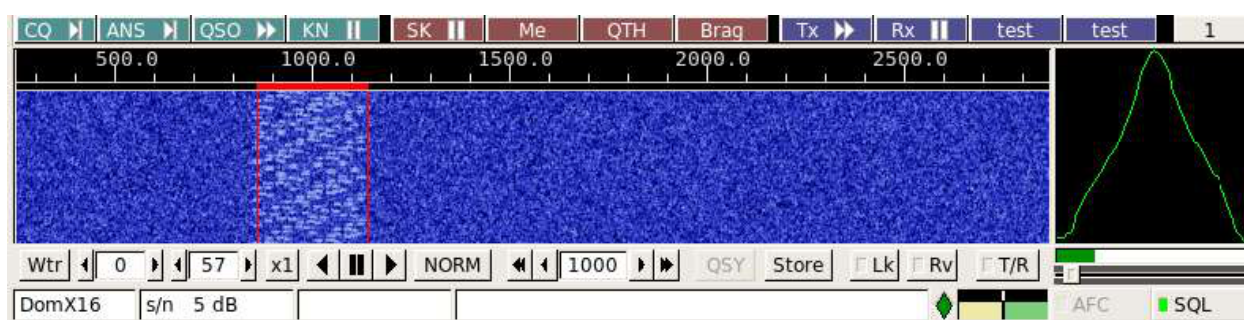 CQ ANS QSO KN SK Me QTH Brag Tx Rx test test 1
500.0 1000.0 1500.0 2000.0 2500.0
Wtr 0 57 x1 NORM 1000 QSY Store Lk Rv T/R
DomX16 s/n 5 dB AFC SQL